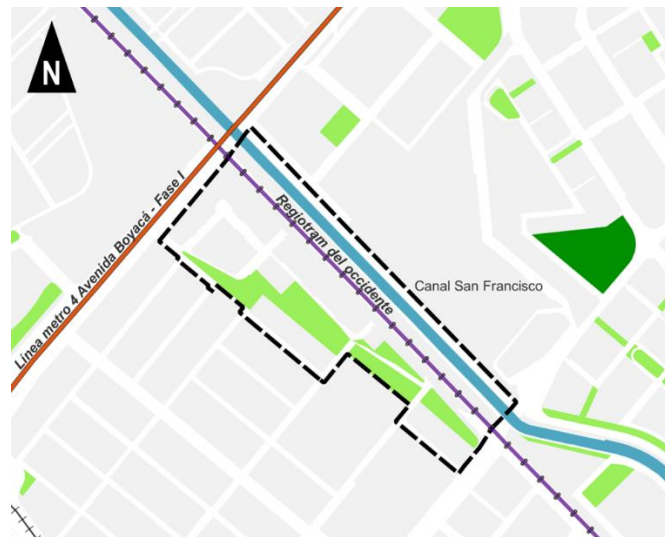 N
Línea metro 4 Avenida Boyacá - Fase I
Regiotram del occidente
Canal San Francisco